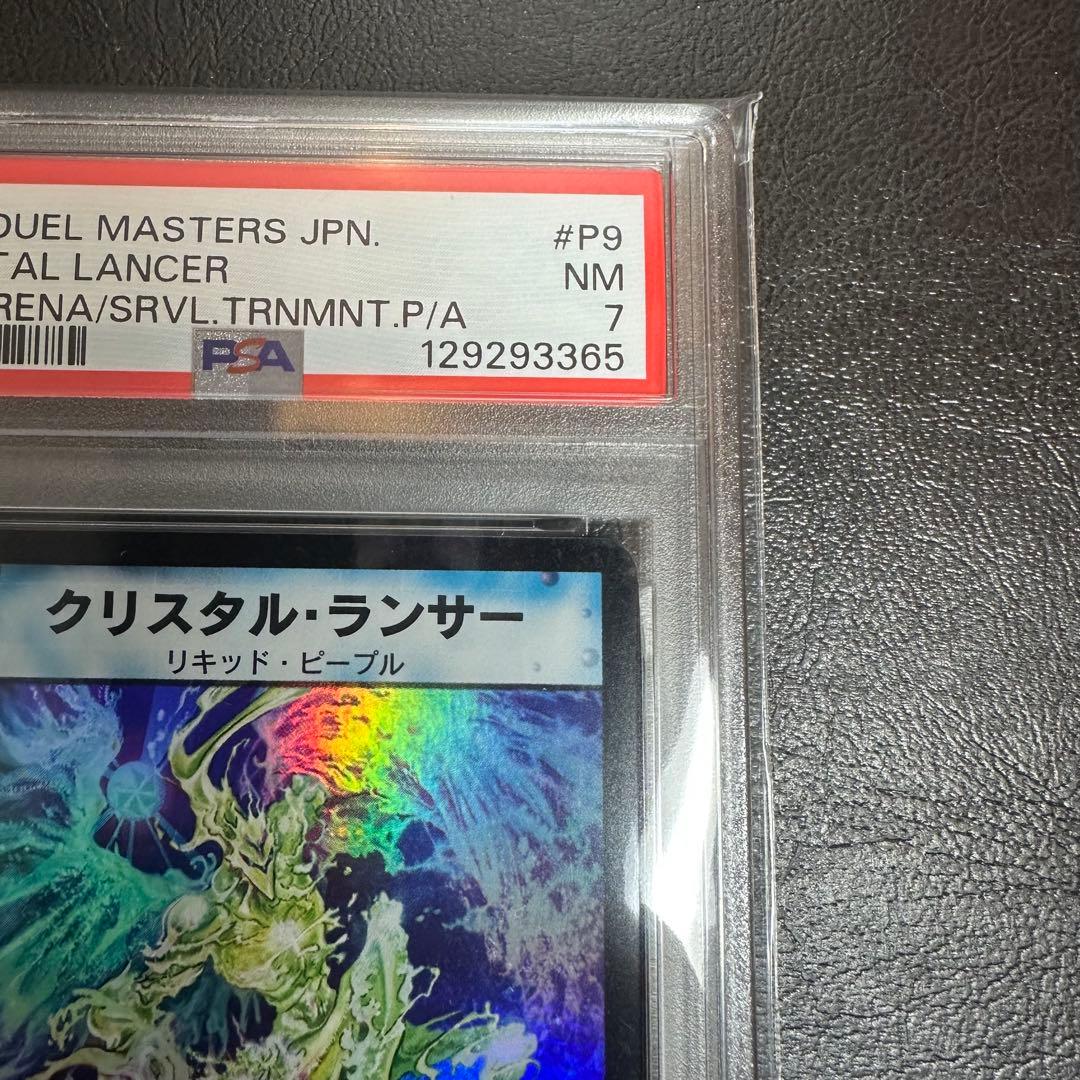 DUEL MASTERS JPN. #P9
TAL LANCER NM
RENA/SRVL.TRNMNT.P/A 7
PSA 129293365
クリスタル・ランサー
リキッド・ピープル